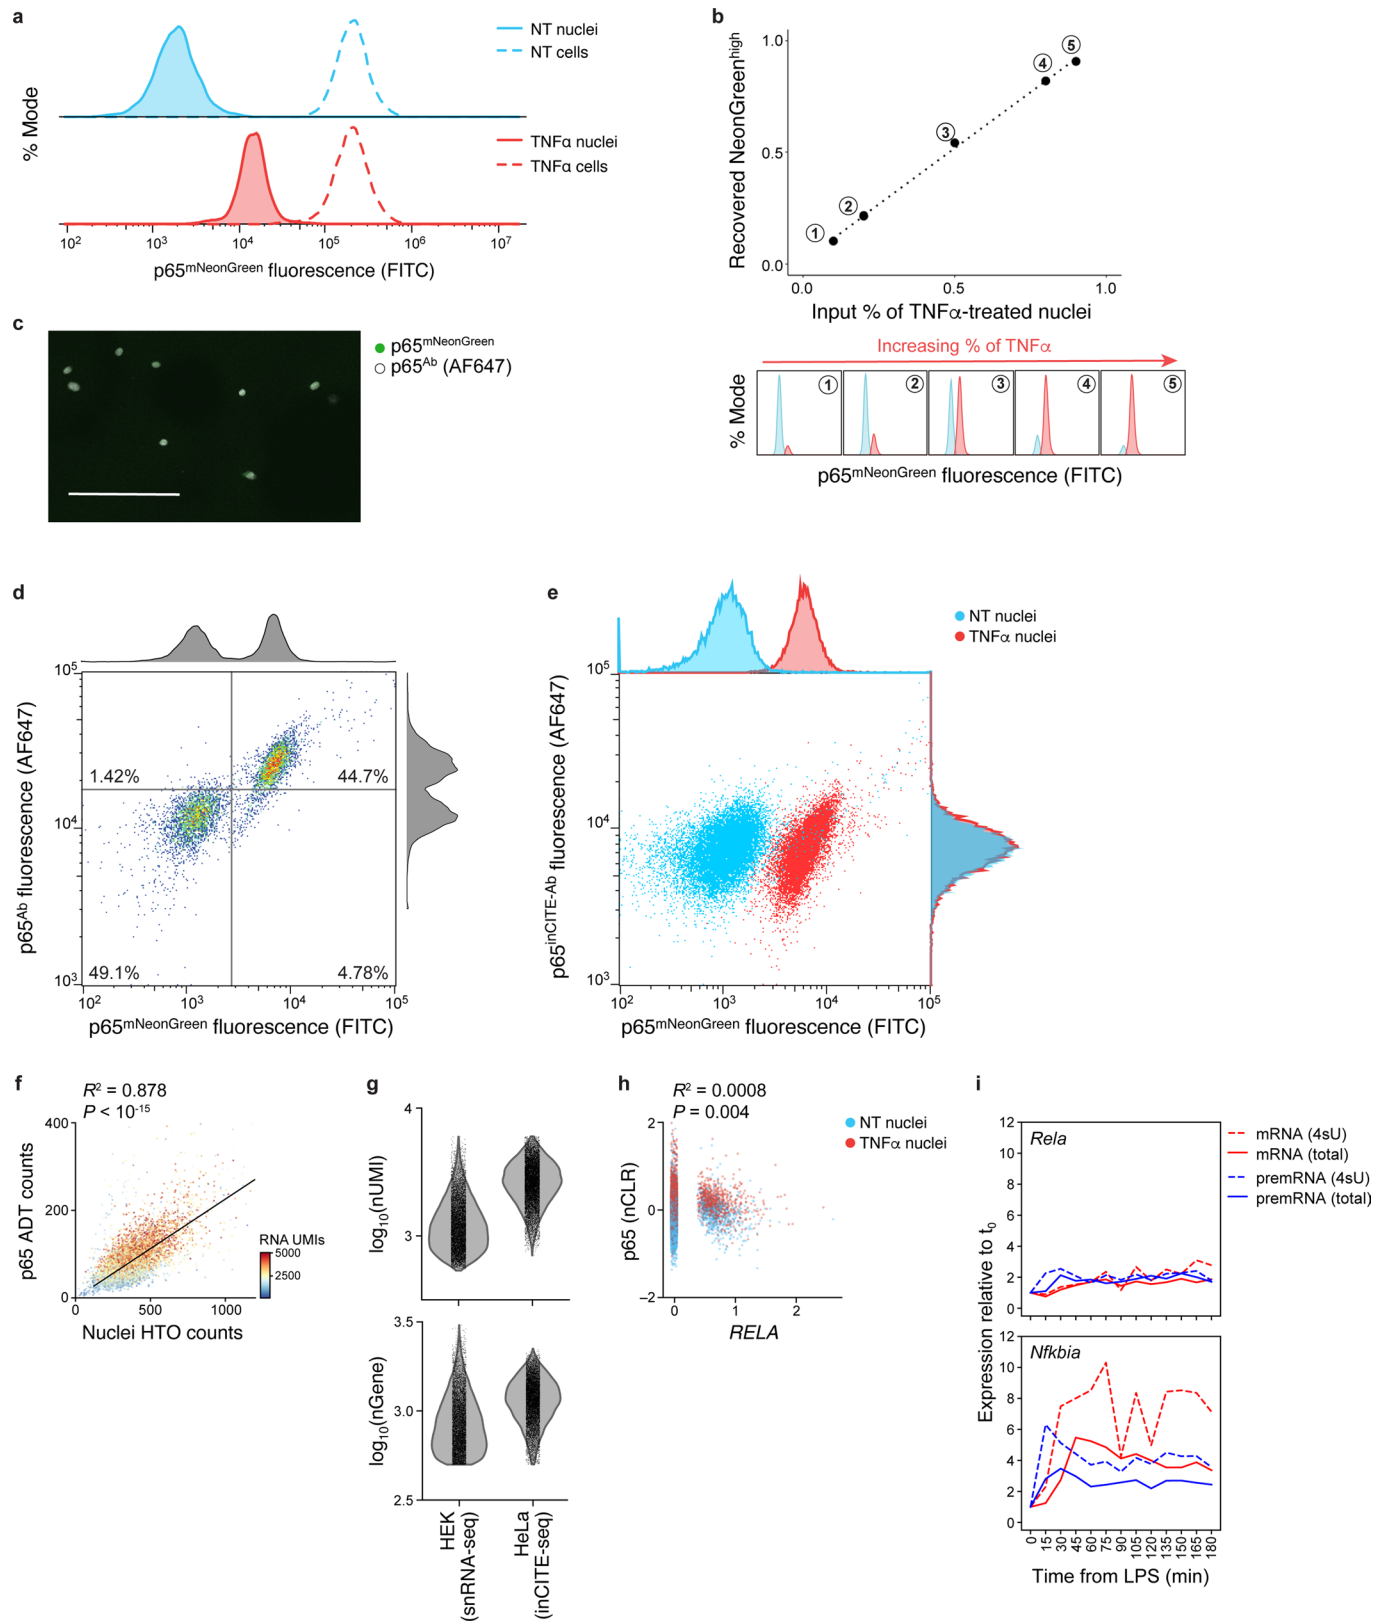 a
NT nuclei
NT cells
TNFα nuclei
TNFα cells
% Mode
10² 10³ 10⁴ 10⁵ 10⁶ 10⁷
p65mNeonGreen fluorescence (FITC)
b
Recovered NeonGreenhigh
1.0
0.5
0.0
① ② ③ ④ ⑤
0.0 0.5 1.0
Input % of TNFα-treated nuclei
Increasing % of TNFα
% Mode
① ② ③ ④ ⑤
p65mNeonGreen fluorescence (FITC)
c
p65mNeonGreen
p65Ab (AF647)
d
p65Ab fluorescence (AF647)
10⁵
10⁴
10³
1.42% 44.7%
49.1% 4.78%
10² 10³ 10⁴ 10⁵
p65mNeonGreen fluorescence (FITC)
e
NT nuclei
TNFα nuclei
p65inCITE-Ab fluorescence (AF647)
10⁵
10⁴
10³
10² 10³ 10⁴ 10⁵
p65mNeonGreen fluorescence (FITC)
f
R² = 0.878
P < 10⁻¹⁵
p65 ADT counts
400
200
0
RNA UMIs
5000
2500
0 500 1000
Nuclei HTO counts
g
log₁₀(nUMI)
4
3
log₁₀(nGene)
3.5
3.0
2.5
HEK
(snRNA-seq)
HeLa
(inCITE-seq)
h
R² = 0.0008
P = 0.004
NT nuclei
TNFα nuclei
p65 (nCLR)
2
0
−2
0 1 2
RELA
i
Expression relative to t₀
Rela
12
10
8
6
4
2
0
mRNA (4sU)
mRNA (total)
premRNA (4sU)
premRNA (total)
Nfkbia
12
10
8
6
4
2
0
0 15 30 45 60 75 90 105 120 135 150 165 180
Time from LPS (min)